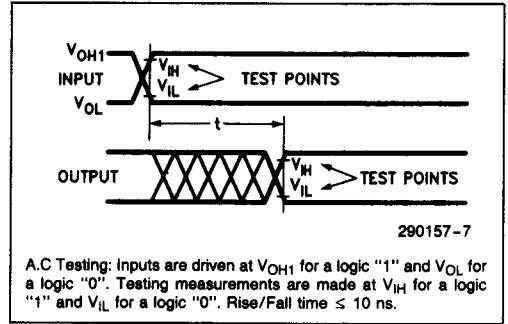 VOH1
INPUT
VOL
VIH
VIL
TEST POINTS
t
OUTPUT
VIH
VIL
TEST POINTS
290157-7
A.C Testing: Inputs are driven at VOH1 for a logic "1" and VOL for
a logic "0". Testing measurements are made at VIH for a logic
"1" and VIL for a logic "0". Rise/Fall time ≤ 10 ns.